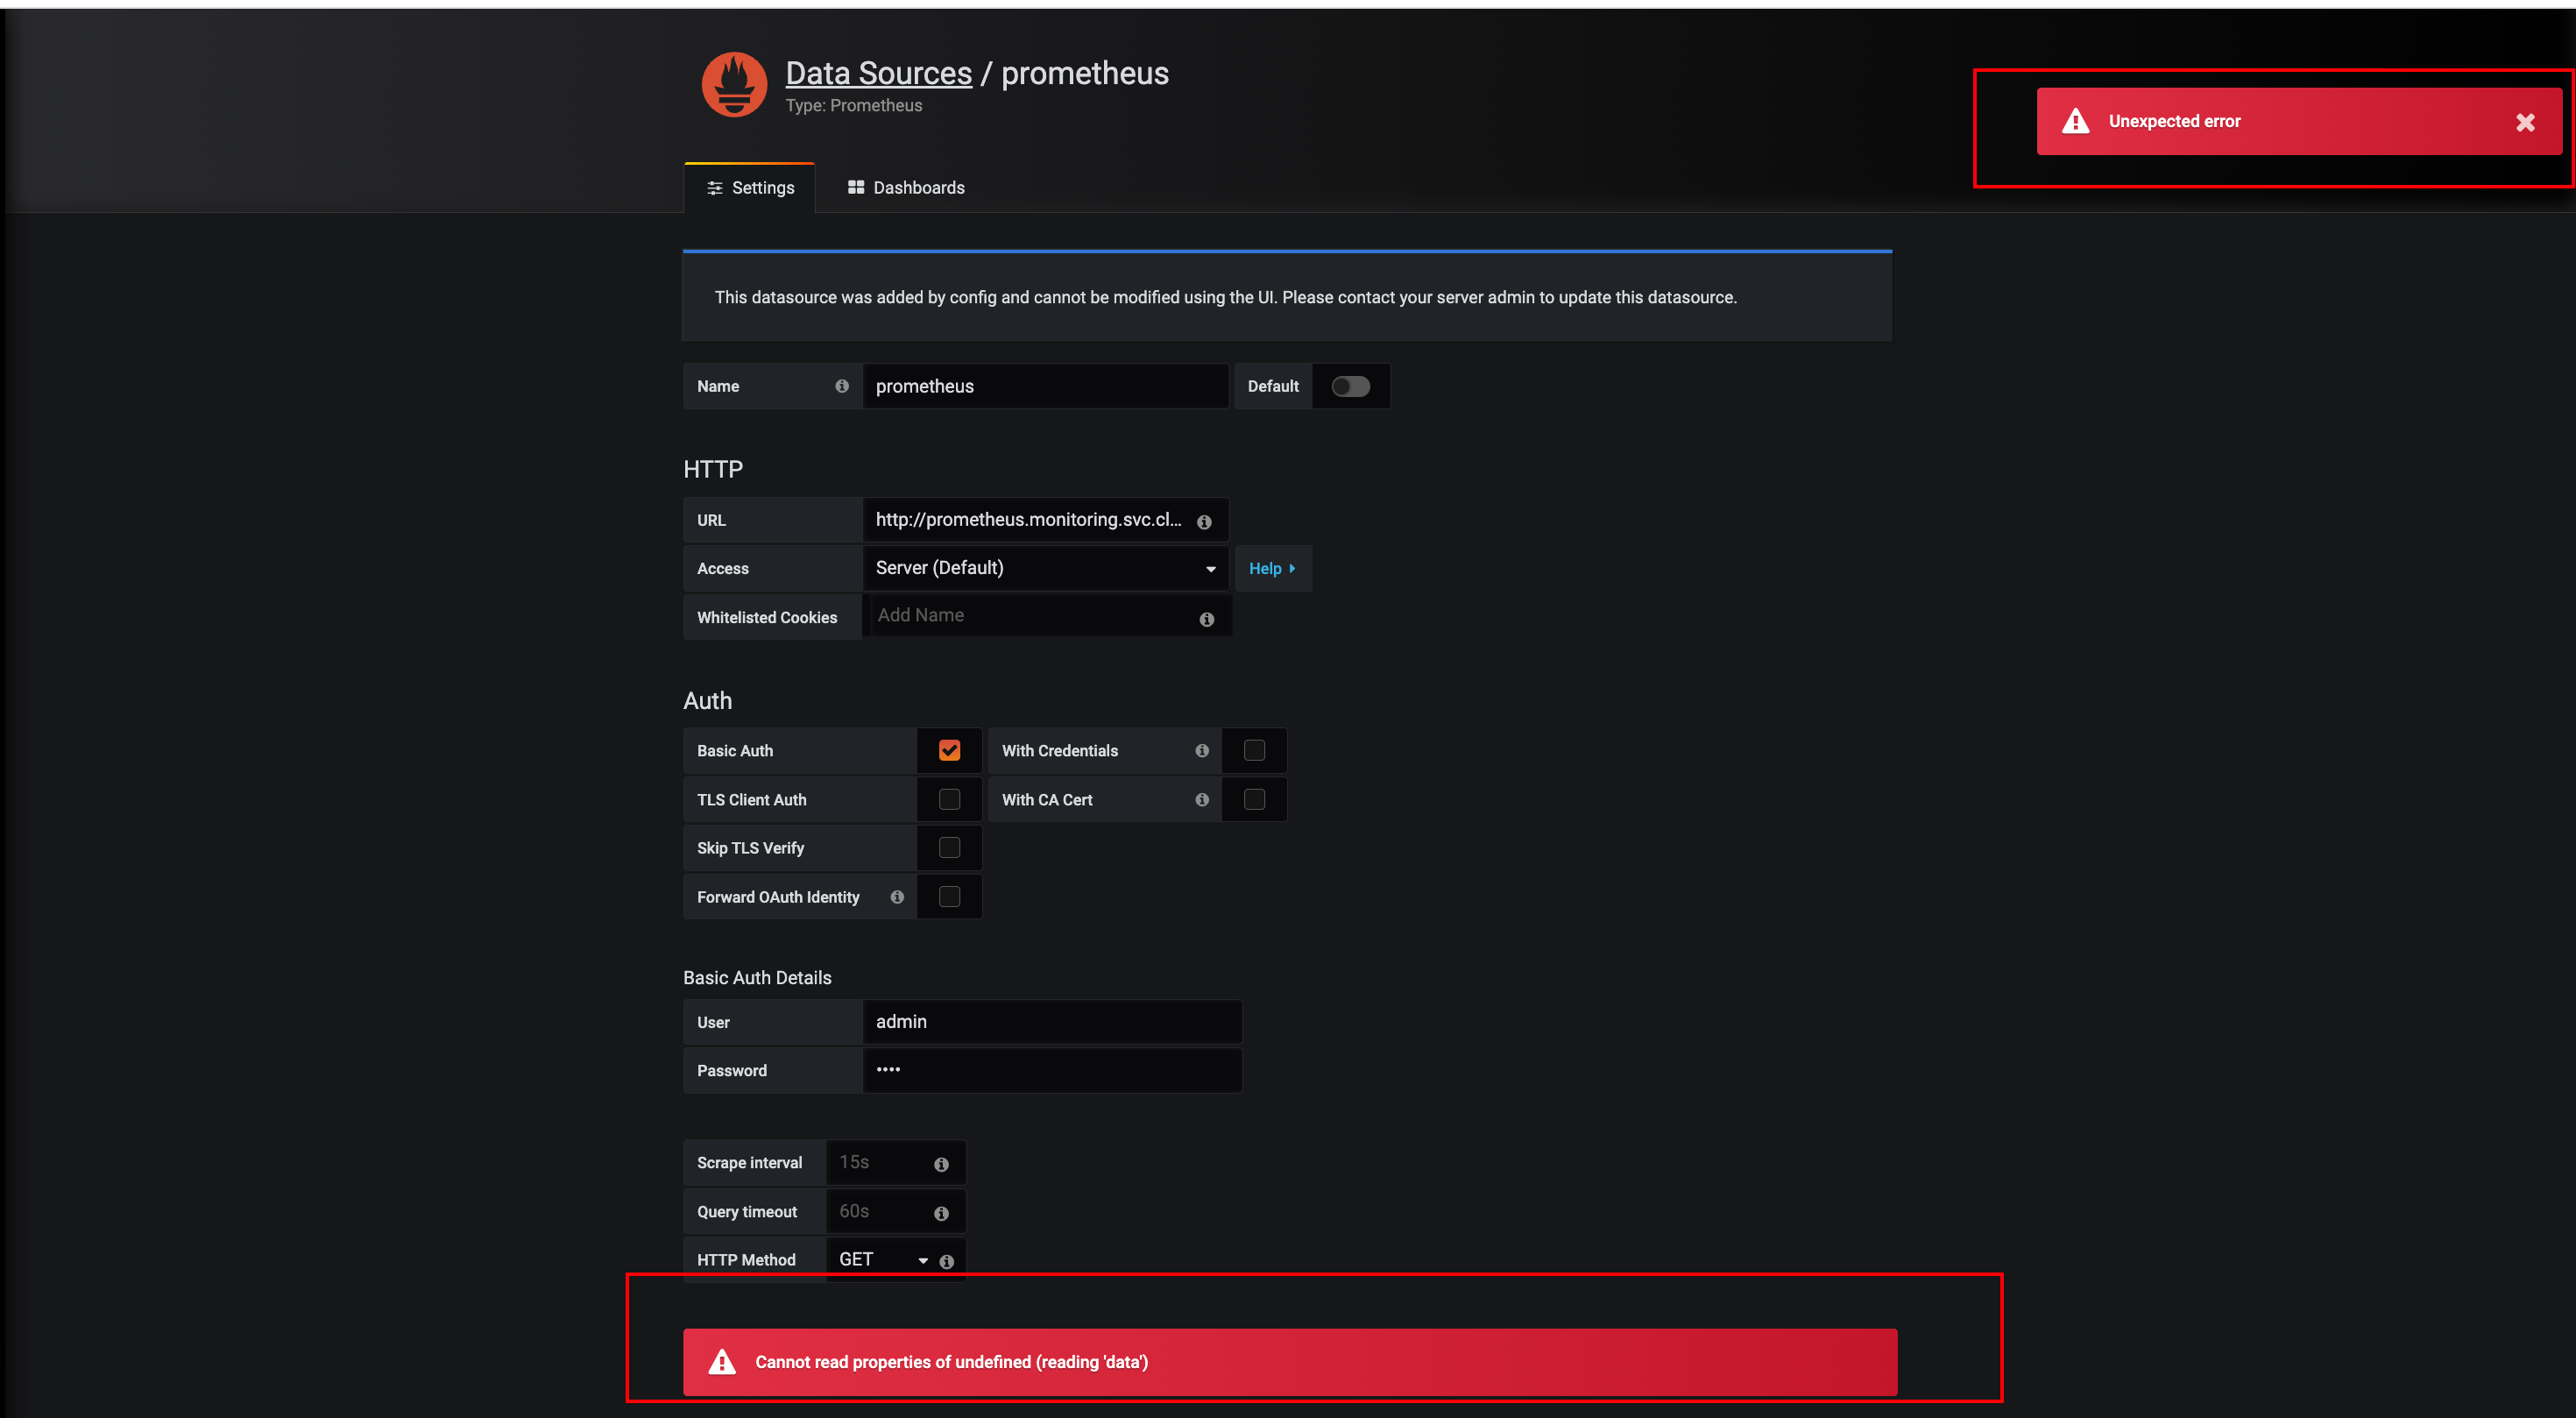 Data Sources / prometheus
Type: Prometheus
Unexpected error
Settings
Dashboards
This datasource was added by config and cannot be modified using the UI. Please contact your server admin to update this datasource.
Name
prometheus
Default
HTTP
URL
http://prometheus.monitoring.svc.cl...
Access
Server (Default)
Help
Whitelisted Cookies
Add Name
Auth
Basic Auth
With Credentials
TLS Client Auth
With CA Cert
Skip TLS Verify
Forward OAuth Identity
Basic Auth Details
User
admin
Password
••••
Scrape interval
15s
Query timeout
60s
HTTP Method
GET
Cannot read properties of undefined (reading 'data')